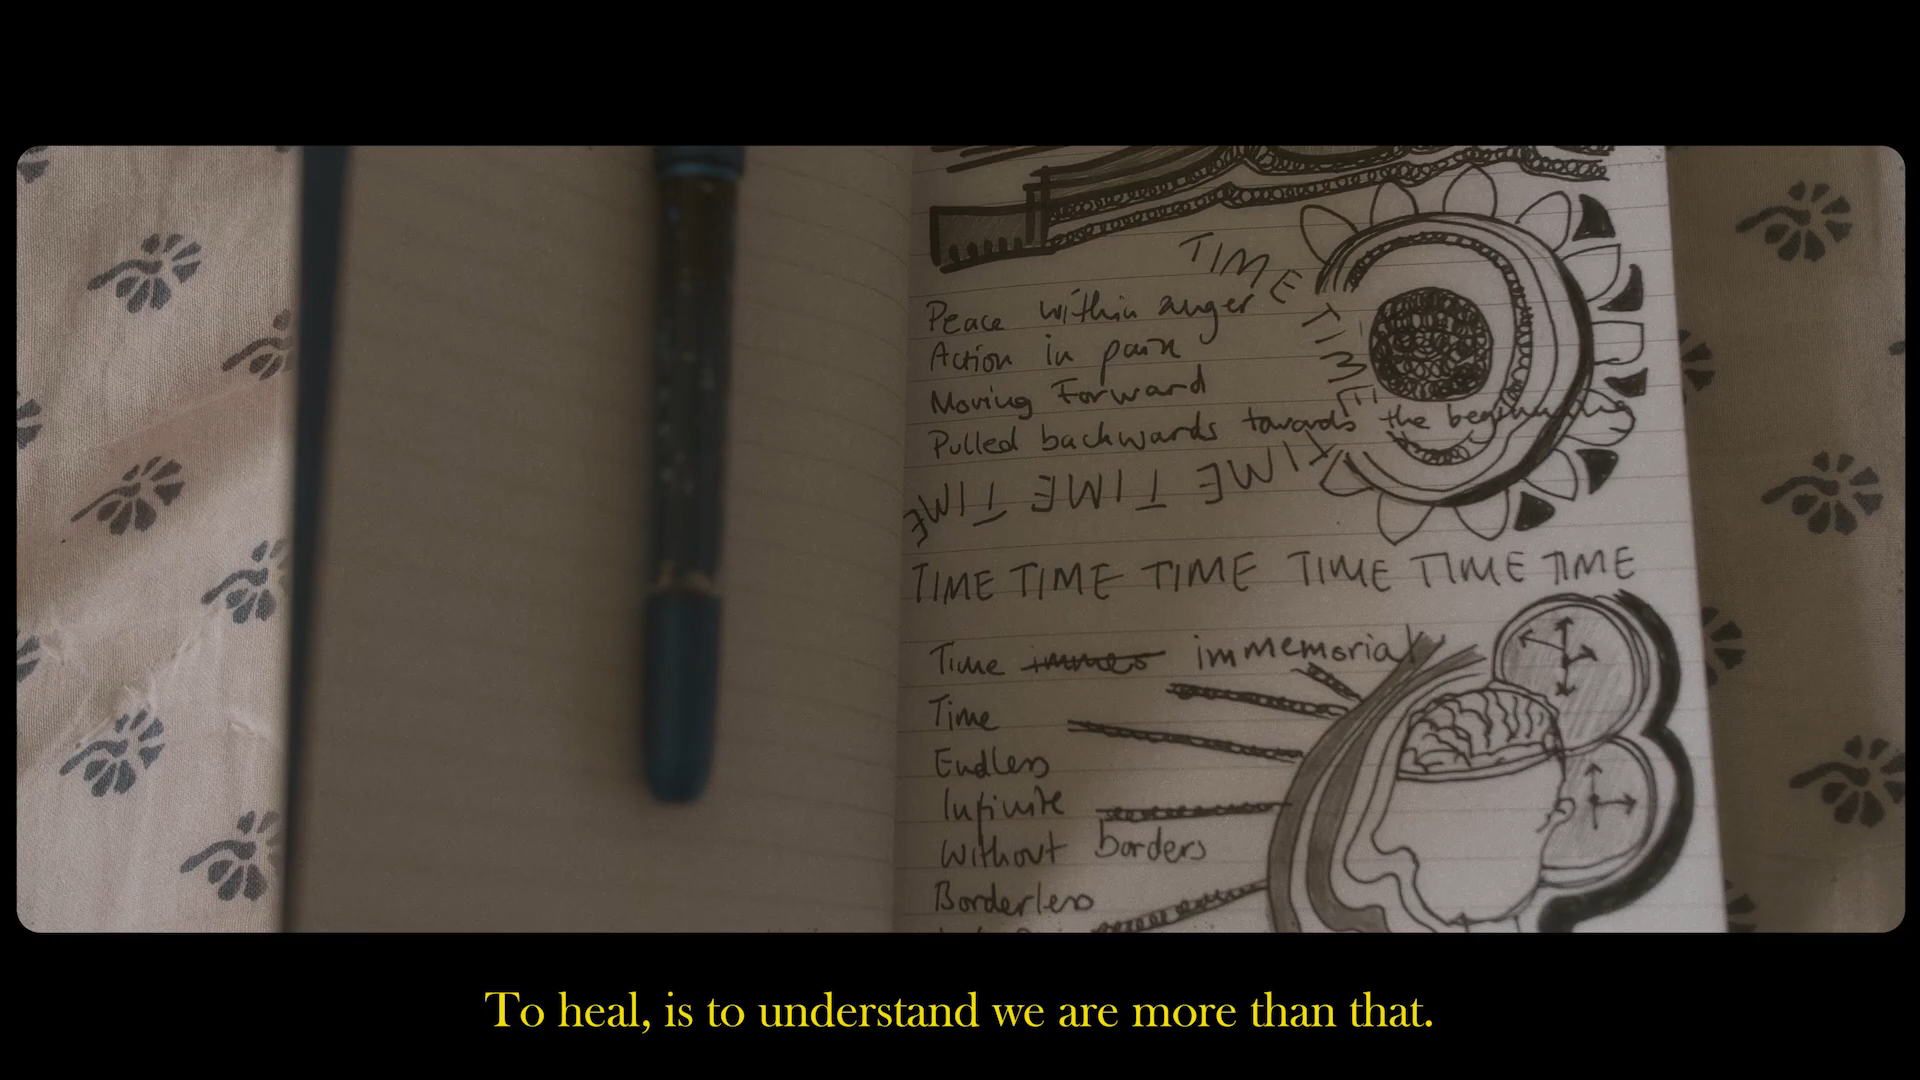 TIME
TIME
Peace within anger
Action in pain
Moving Forward
Pulled backwards towards the beginning
TIME TIME TIME
TIME TIME TIME TIME TIME TIME
Time immemorial
Time
Endless
Infinite
Without borders
Borderless
To heal, is to understand we are more than that.